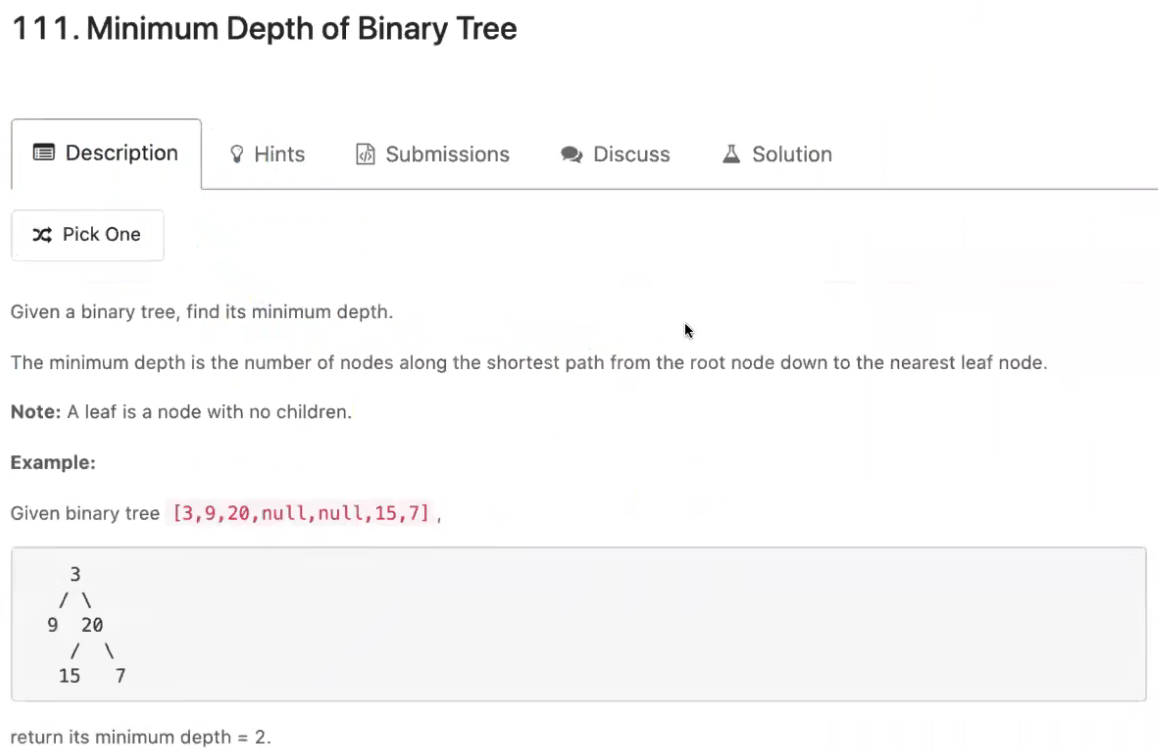 111. Minimum Depth of Binary Tree
Description Hints Submissions Discuss Solution
Pick One
Given a binary tree, find its minimum depth.
The minimum depth is the number of nodes along the shortest path from the root node down to the nearest leaf node.
Note: A leaf is a node with no children.
Example:
Given binary tree [3,9,20,null,null,15,7],
3
/ \
9 20
/ \
15 7
return its minimum depth = 2.